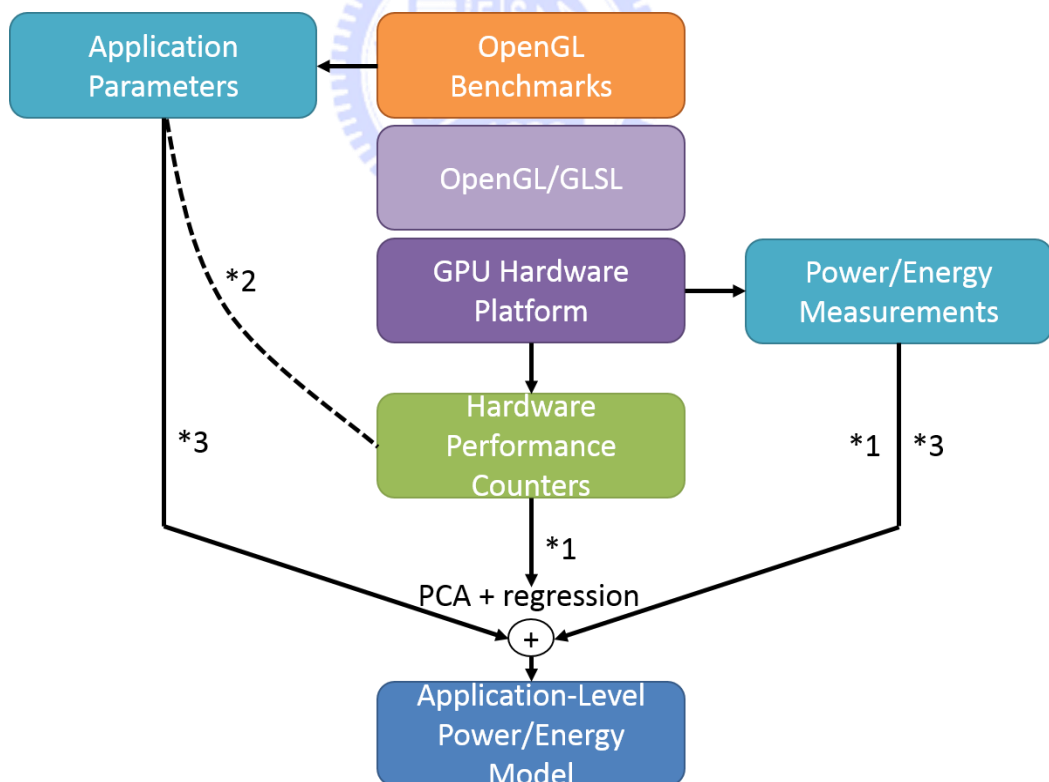 Application
Parameters
OpenGL
Benchmarks
OpenGL/GLSL
GPU Hardware
Platform
Power/Energy
Measurements
*2
Hardware
Performance
Counters
*3
*1
*3
*1
PCA + regression
+
Application-Level
Power/Energy
Model